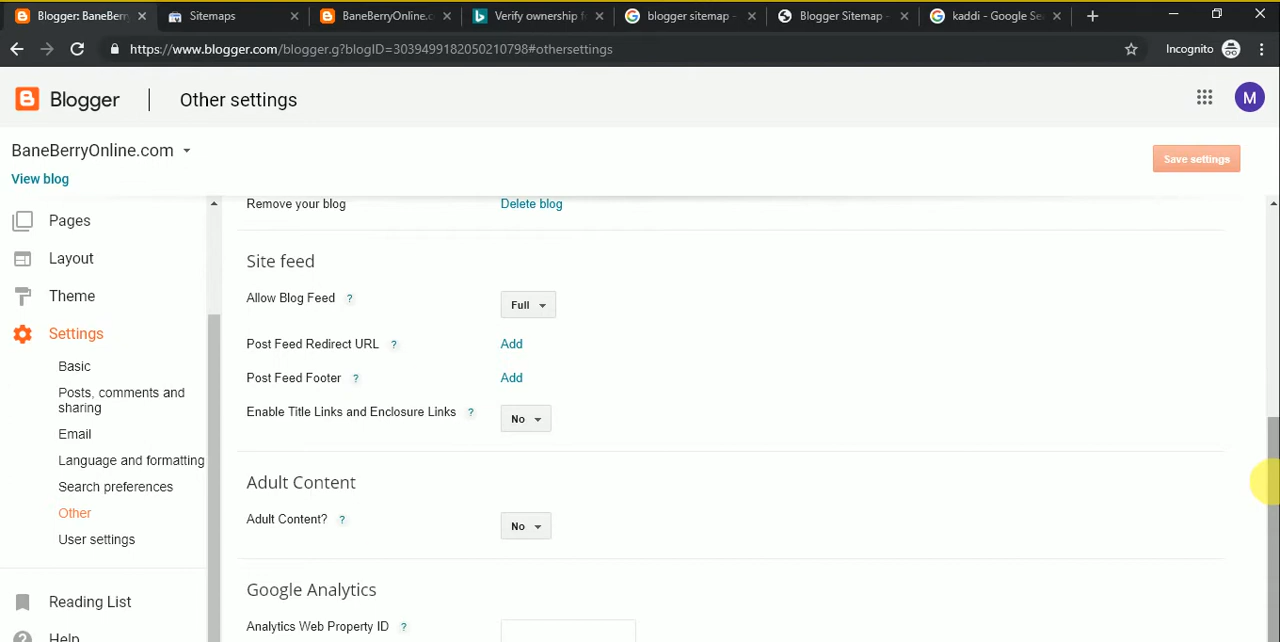 Blogger: BaneBerr
Sitemaps
BaneBerryOnline.c
Verify ownership f
blogger sitemap -
Blogger Sitemap -
kaddi - Google Se
https://www.blogger.com/blogger.g?blogID=3039499182050210798#othersettings
Incognito
Blogger
Other settings
M
BaneBerryOnline.com
Save settings
View blog
Pages
Layout
Theme
Settings
Basic
Posts, comments and
sharing
Email
Language and formatting
Search preferences
Other
User settings
Reading List
Help
Remove your blog
Delete blog
Site feed
Allow Blog Feed ?
Full
Post Feed Redirect URL ?
Add
Post Feed Footer ?
Add
Enable Title Links and Enclosure Links ?
No
Adult Content
Adult Content? ?
No
Google Analytics
Analytics Web Property ID ?